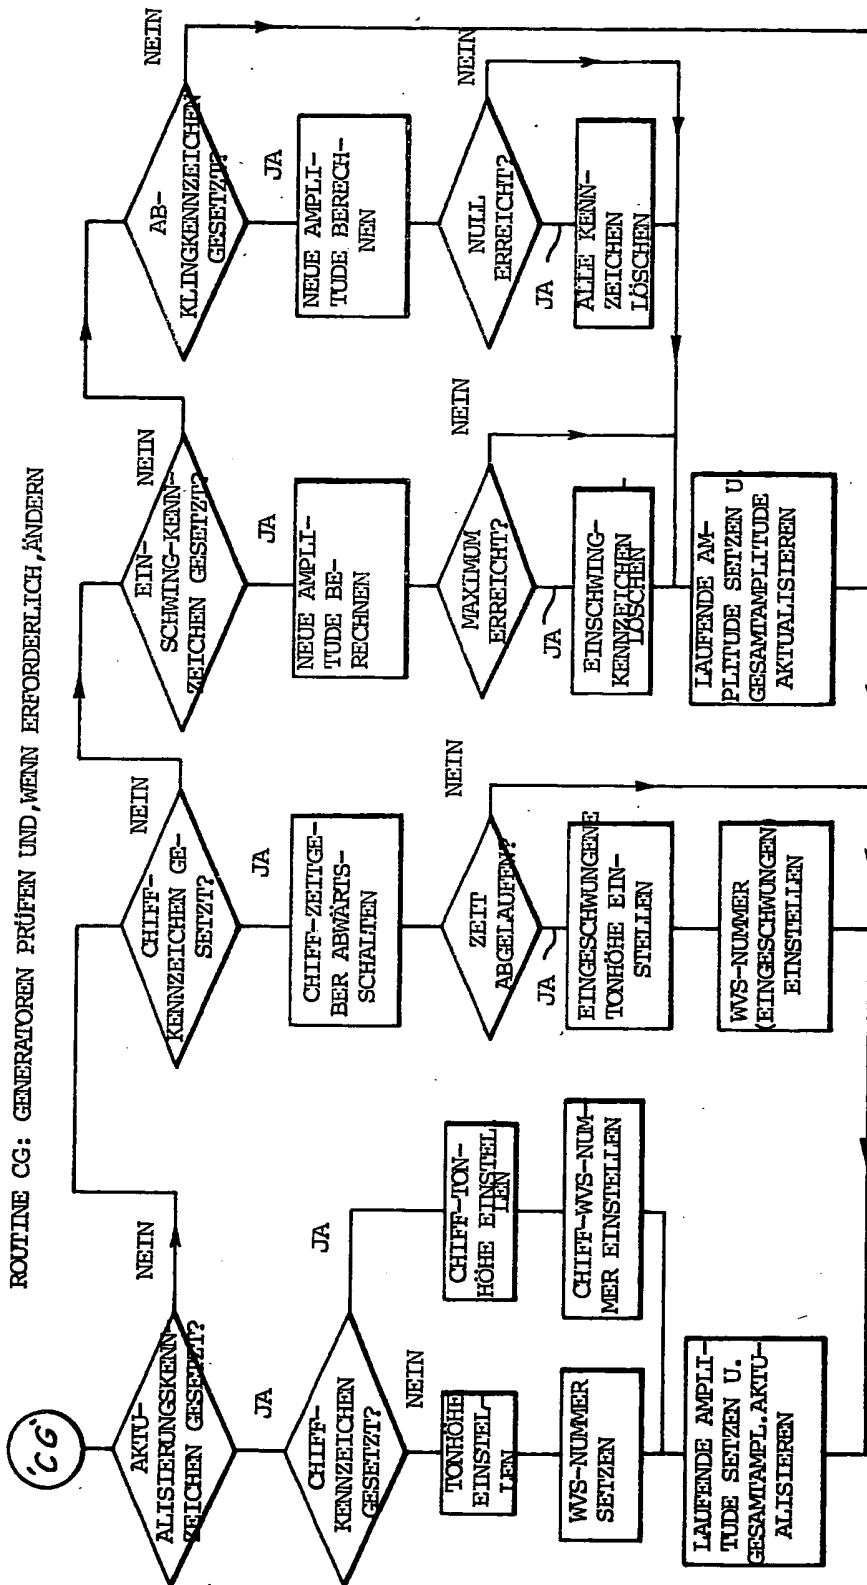 ROUTINE CG: GENERATOREN PRÜFEN UND, WENN ERFORDERLICH, ÄNDERN
'CG'
AKTU-
ALISIERUNGSKENN-
ZEICHEN GESETZT?
NEIN
JA
CHIFF-
KENNZEICHEN
GESETZT?
JA
NEIN
TONHÖHE
EINSTEL-
LEN
WVS-NUMMER
SETZEN
CHIFF-TON-
HÖHE EINSTEL
LEN
CHIFF-WVS-NUM-
MER EINSTELLEN
LAUFENDE AMPLI-
TUDE SETZEN U.
GESAMTAMPL.AKTU-
ALISIEREN
CHIFF-
KENNZEICHEN GE-
SETZT?
NEIN
JA
CHIFF-ZEITGE-
BER ABWÄRTS-
SCHALTEN
ZEIT
ABGELAUFEN?
NEIN
JA
EINGESCHWUNGENE
TONHÖHE EIN-
STELLEN
WVS-NUMMER
(EINGESCHWUNGEN)
EINSTELLEN
EIN-
SCHWING-KENN-
ZEICHEN GESETZT?
NEIN
JA
NEUE AMPLI-
TUDE BE-
RECHNEN
MAXIMUM
ERREICHT?
NEIN
JA
EINSCHWING-
KENNZEICHEN
LÖSCHEN
LAUFENDE AM-
PLITUDE SETZEN U.
GESAMTAMPLITUDE
AKTUALISIEREN
AB-
KLINGKENNZEICHEN
GESETZT?
NEIN
JA
NEUE AMPLI-
TUDE BERECH-
NEN
NULL
ERREICHT?
NEIN
JA
ALLE KENN-
ZEICHEN
LÖSCHEN